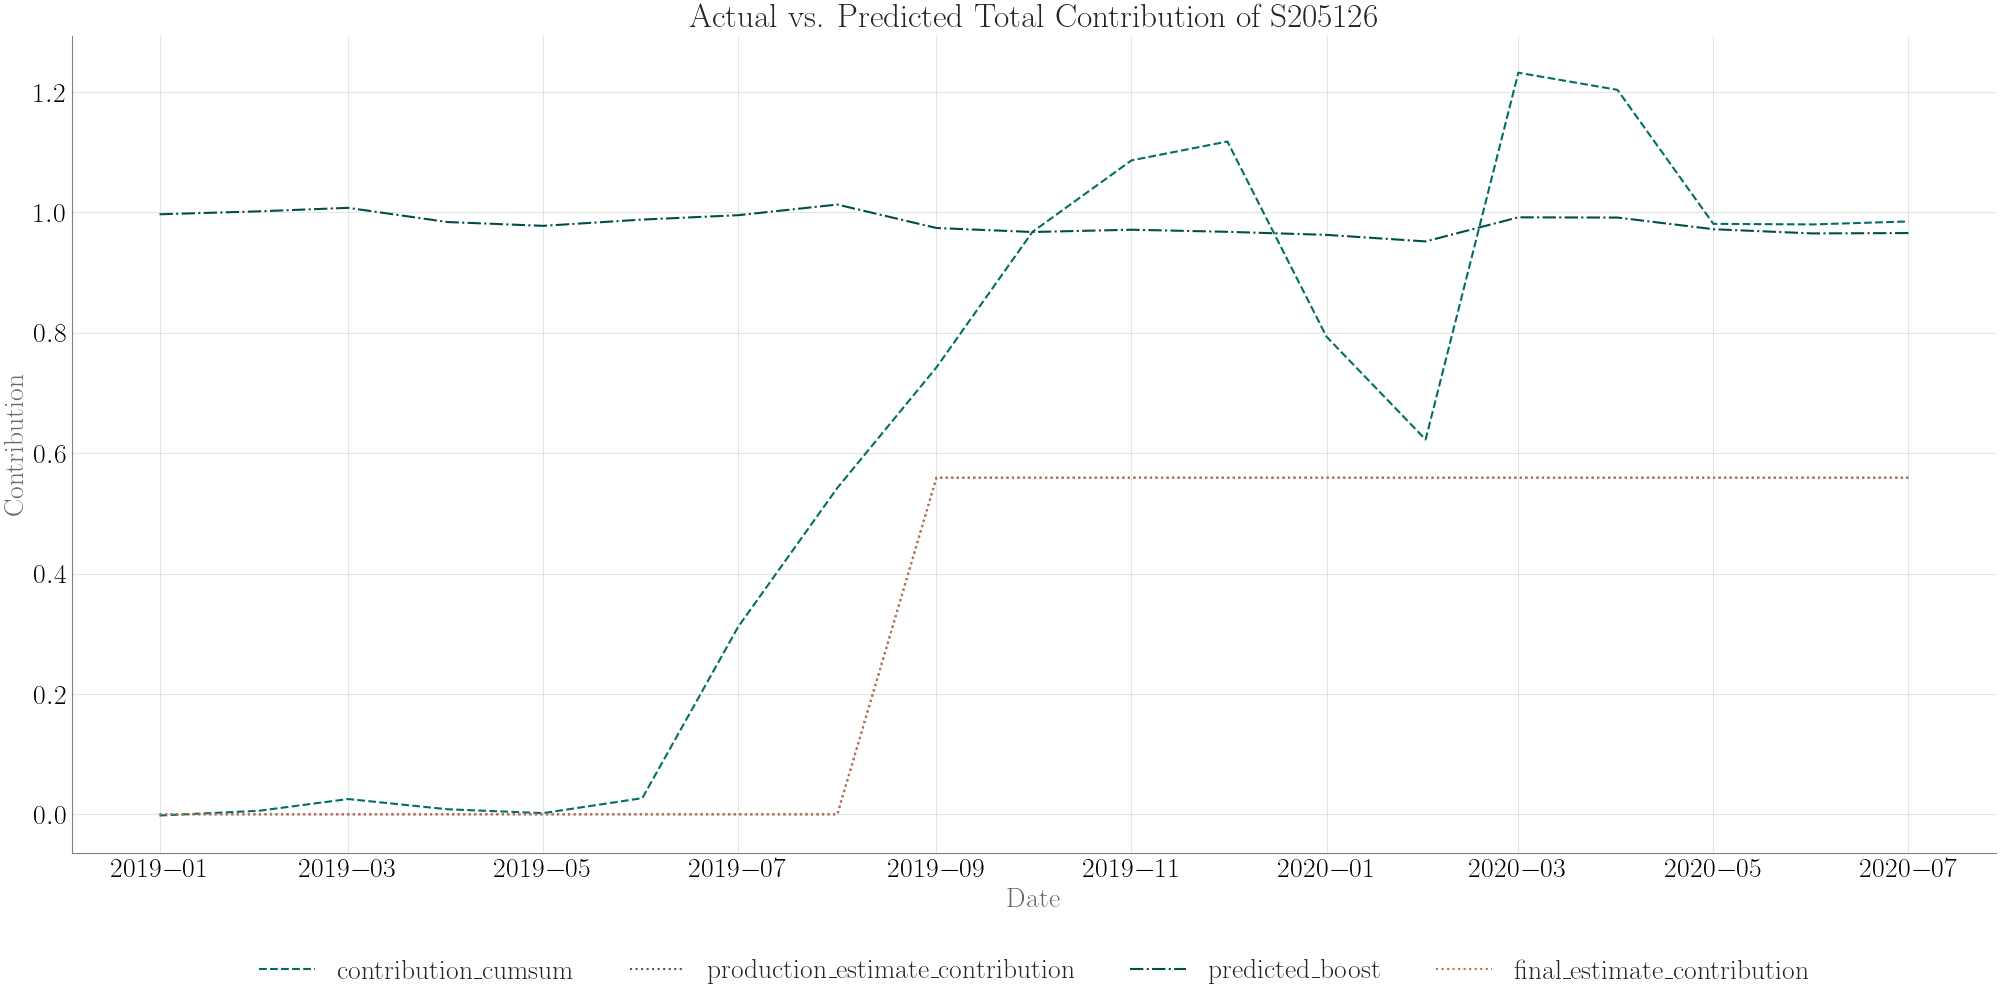 Actual vs. Predicted Total Contribution of S205126
Contribution
1.2
1.0
0.8
0.6
0.4
0.2
0.0
2019−01 2019−03 2019−05 2019−07 2019−09 2019−11 2020−01 2020−03 2020−05 2020−07
Date
contribution_cumsum production_estimate_contribution predicted_boost final_estimate_contribution